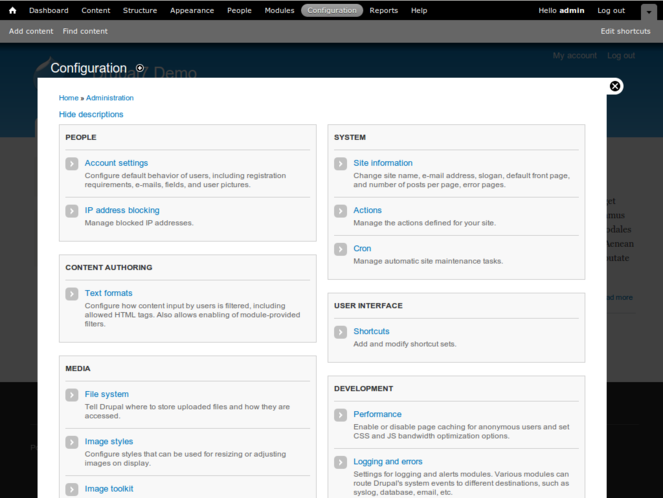 Dashboard Content Structure Appearance People Modules Configuration Reports Help Hello admin Log out
Add content Find content Edit shortcuts
My account Log out
Configuration
Drupal7 Demo
Home » Administration
Hide descriptions
PEOPLE
Account settings
Configure default behavior of users, including registration
requirements, e-mails, fields, and user pictures.
IP address blocking
Manage blocked IP addresses.
CONTENT AUTHORING
Text formats
Configure how content input by users is filtered, including
allowed HTML tags. Also allows enabling of module-provided
filters.
MEDIA
File system
Tell Drupal where to store uploaded files and how they are
accessed.
Image styles
Configure styles that can be used for resizing or adjusting
images on display.
Image toolkit
SYSTEM
Site information
Change site name, e-mail address, slogan, default front page,
and number of posts per page, error pages.
Actions
Manage the actions defined for your site.
Cron
Manage automatic site maintenance tasks.
USER INTERFACE
Shortcuts
Add and modify shortcut sets.
DEVELOPMENT
Performance
Enable or disable page caching for anonymous users and set
CSS and JS bandwidth optimization options.
Logging and errors
Settings for logging and alerts modules. Various modules can
route Drupal's system events to different destinations, such as
syslog, database, email, etc.
Aenean
more